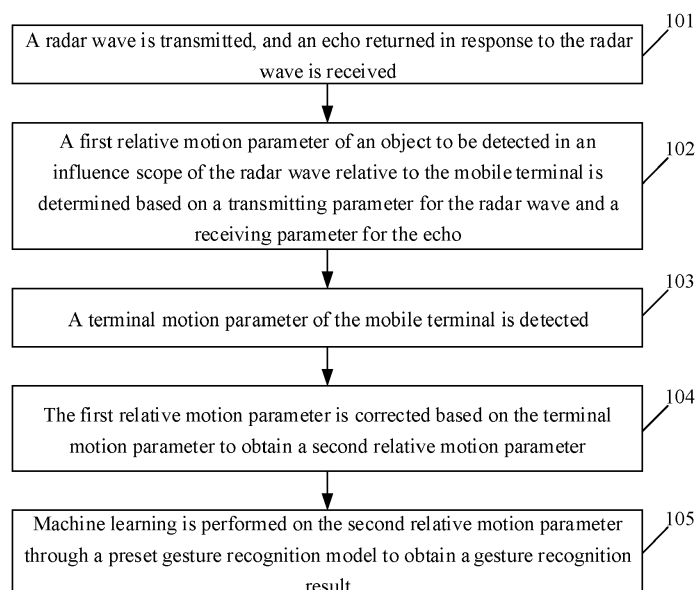 101
A radar wave is transmitted, and an echo returned in response to the radar
wave is received
102
A first relative motion parameter of an object to be detected in an
influence scope of the radar wave relative to the mobile terminal is
determined based on a transmitting parameter for the radar wave and a
receiving parameter for the echo
103
A terminal motion parameter of the mobile terminal is detected
104
The first relative motion parameter is corrected based on the terminal
motion parameter to obtain a second relative motion parameter
105
Machine learning is performed on the second relative motion parameter
through a preset gesture recognition model to obtain a gesture recognition
result